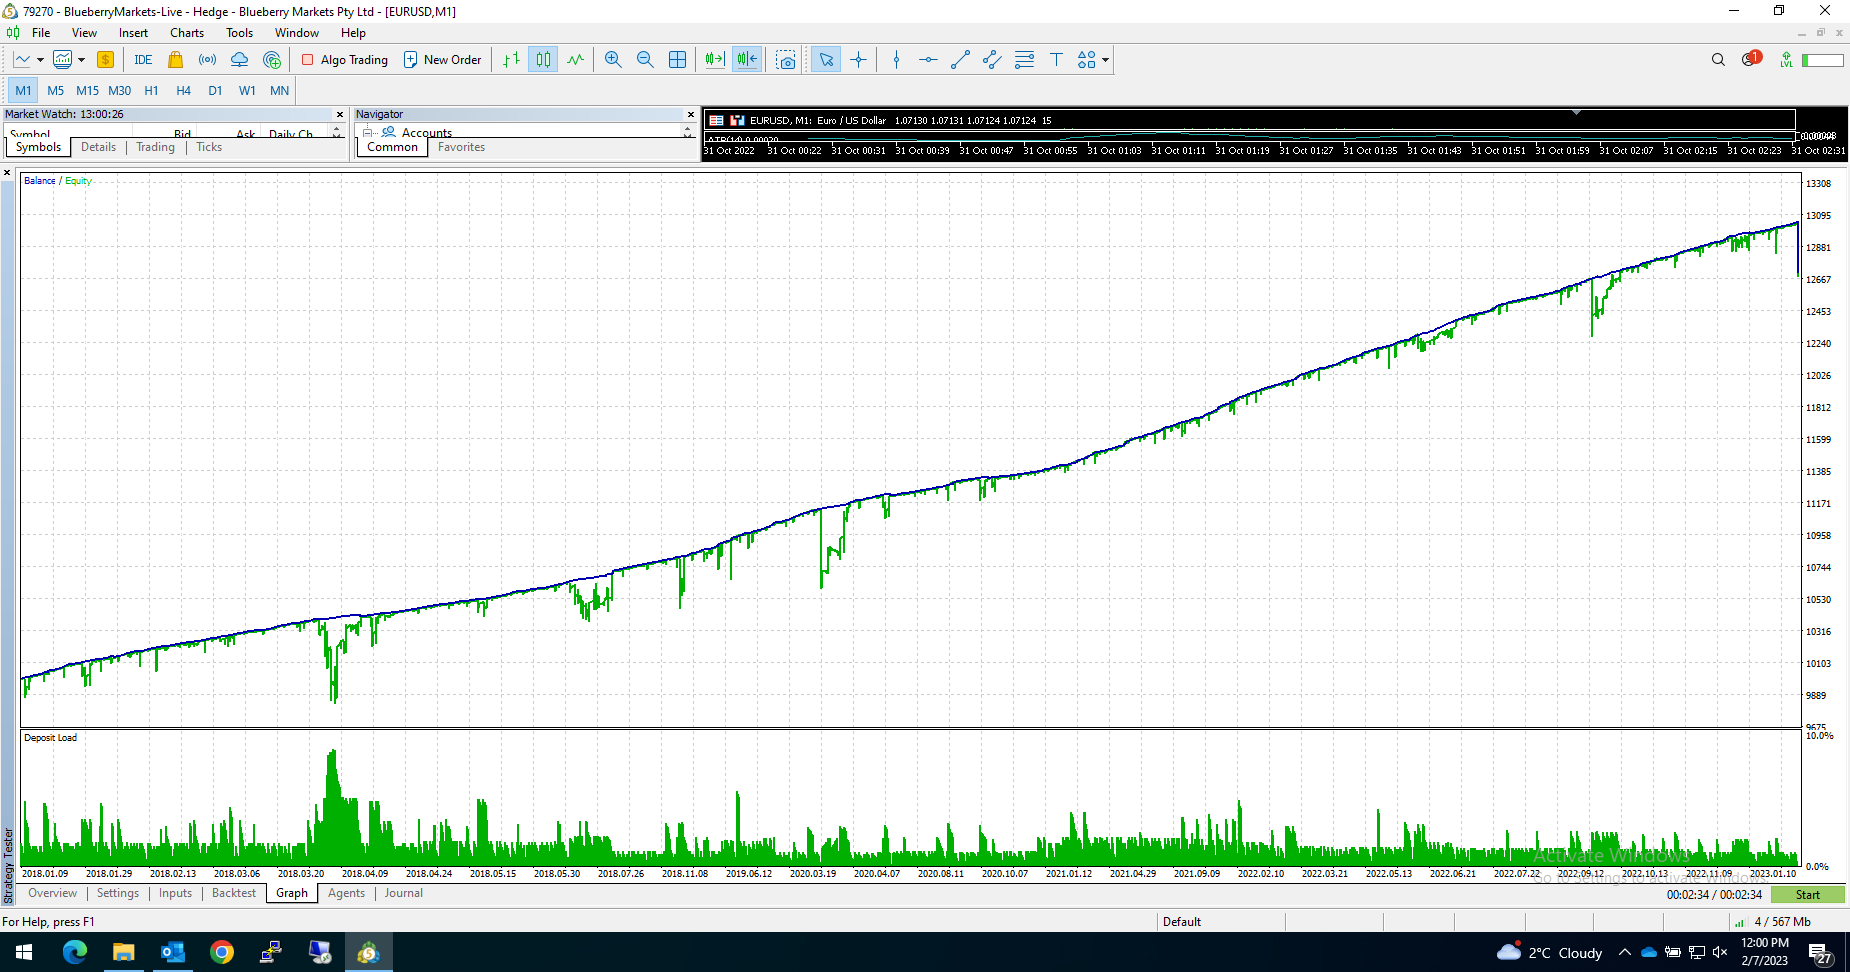 79270 - BlueberryMarkets-Live - Hedge - Blueberry Markets Pty Ltd - [EURUSD,M1]
File View Insert Charts Tools Window Help
IDE Algo Trading New Order 1 LVL
M1 M5 M15 M30 H1 H4 D1 W1 MN
Market Watch: 13:00:26
Symbol Bid Ask Daily Ch...
Symbols Details Trading Ticks
Navigator
Accounts
Common Favorites
EURUSD, M1: Euro / US Dollar 1.07130 1.07131 1.07124 1.07124 15
ATR(14) 0.00020
31 Oct 2022 31 Oct 00:22 31 Oct 00:31 31 Oct 00:39 31 Oct 00:47 31 Oct 00:55 31 Oct 01:03 31 Oct 01:11 31 Oct 01:19 31 Oct 01:27 31 Oct 01:35 31 Oct 01:43 31 Oct 01:51 31 Oct 01:59 31 Oct 02:07 31 Oct 02:15 31 Oct 02:23 31 Oct 02:31
Balance / Equity
13308
13095
12881
12667
12453
12240
12026
11812
11599
11385
11171
10958
10744
10530
10316
10103
9889
9675
Deposit Load
10.0%
0.0%
2018.01.09 2018.01.29 2018.02.13 2018.03.06 2018.03.20 2018.04.09 2018.04.24 2018.05.15 2018.05.30 2018.07.26 2018.11.08 2019.06.12 2020.03.19 2020.04.07 2020.08.11 2020.10.07 2021.01.12 2021.04.29 2021.09.09 2022.02.10 2022.03.21 2022.05.13 2022.06.21 2022.07.22 2022.09.12 2022.10.13 2022.11.09 2023.01.10
Strategy Tester
Activate Windows
Go to Settings to activate Windows.
Overview Settings Inputs Backtest Graph Agents Journal
00:02:34 / 00:02:34 Start
For Help, press F1
Default
4 / 567 Mb
2°C Cloudy
12:00 PM
2/7/2023
27